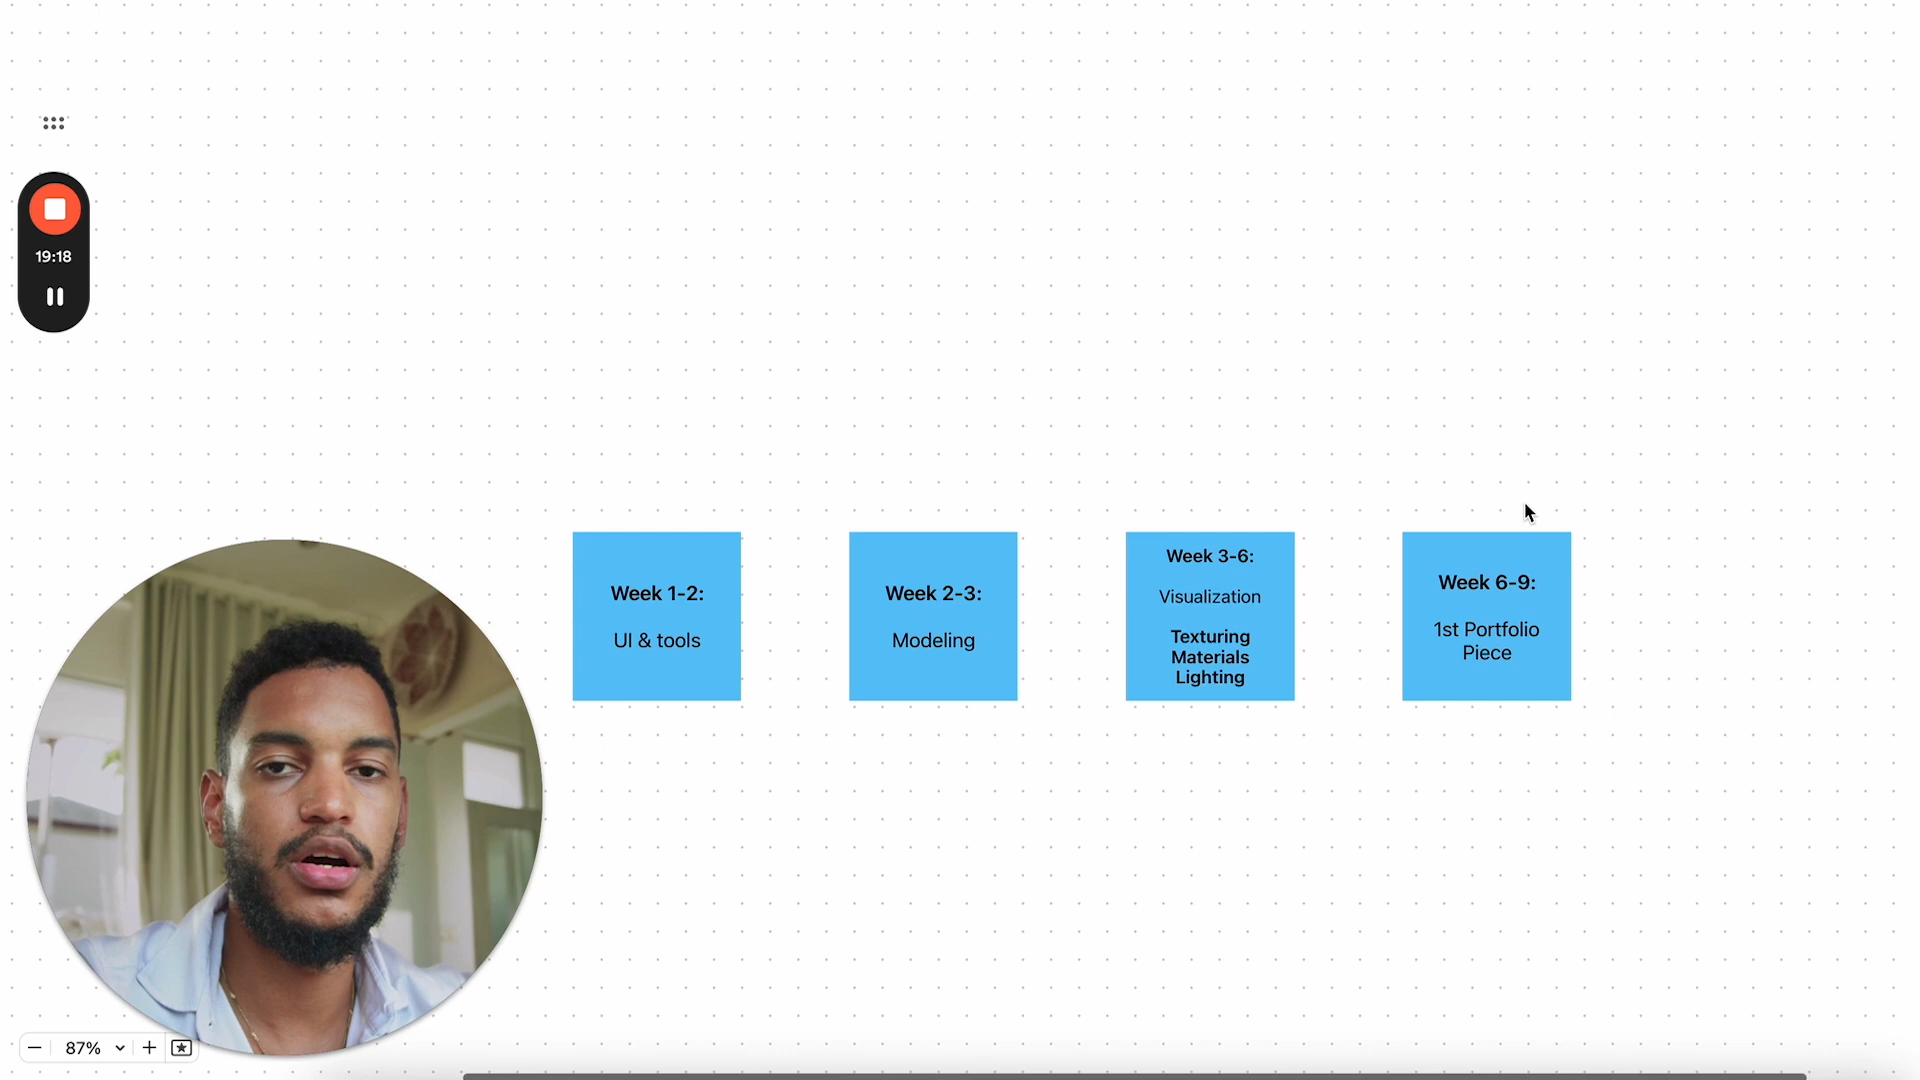 19:18
Week 1-2:
UI & tools
Week 2-3:
Modeling
Week 3-6:
Visualization
Texturing
Materials
Lighting
Week 6-9:
1st Portfolio
Piece
87%